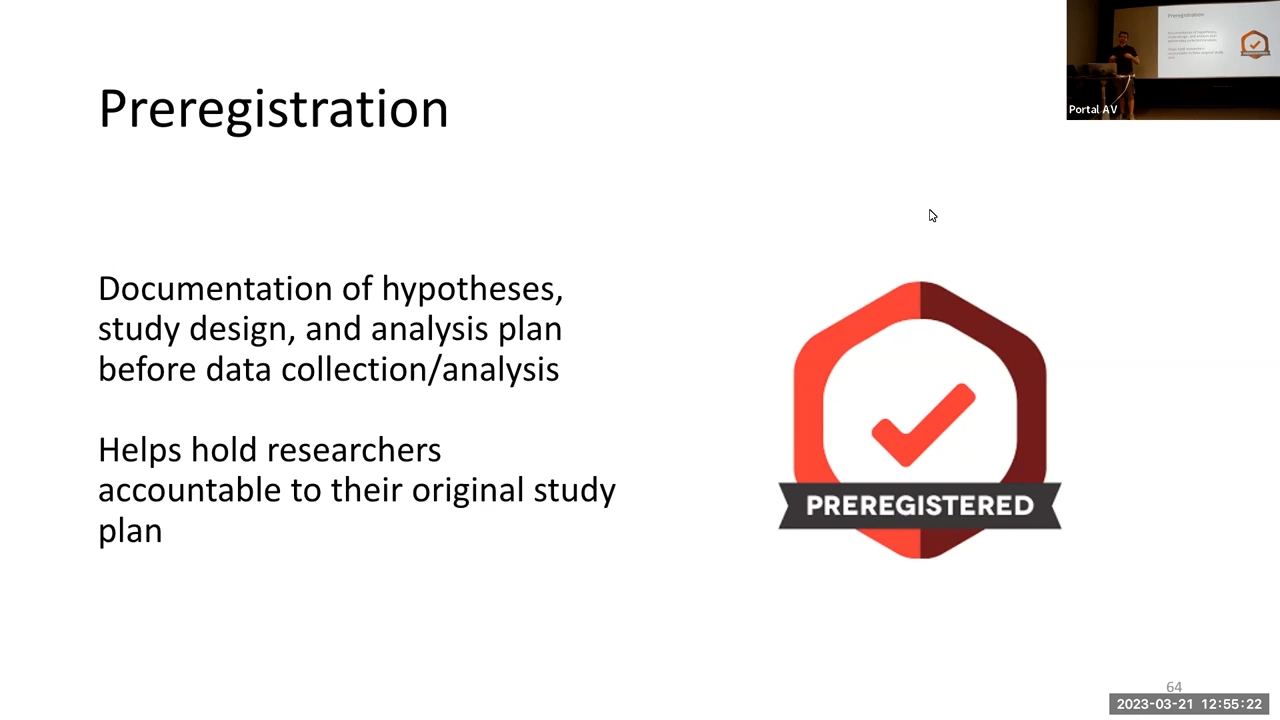 Preregistration
Portal AV
Documentation of hypotheses,
study design, and analysis plan
before data collection/analysis
Helps hold researchers
accountable to their original study
plan
PREREGISTERED
64
2023-03-21 12:55:22